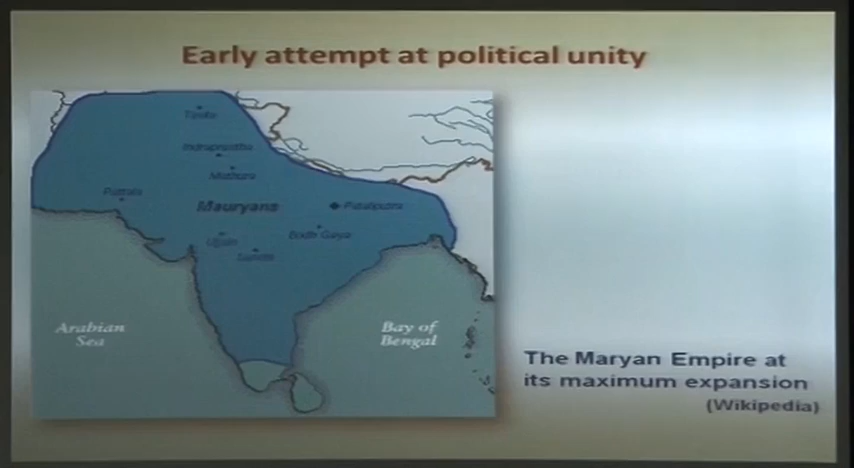 Early attempt at political unity
Taxila
Indraprastha
Mathura
Pattala
Mauryans
Pataliputra
Ujjain
Bodh Gaya
Sanchi
Arabian
Sea
Bay of
Bengal
The Maryan Empire at
its maximum expansion
(Wikipedia)